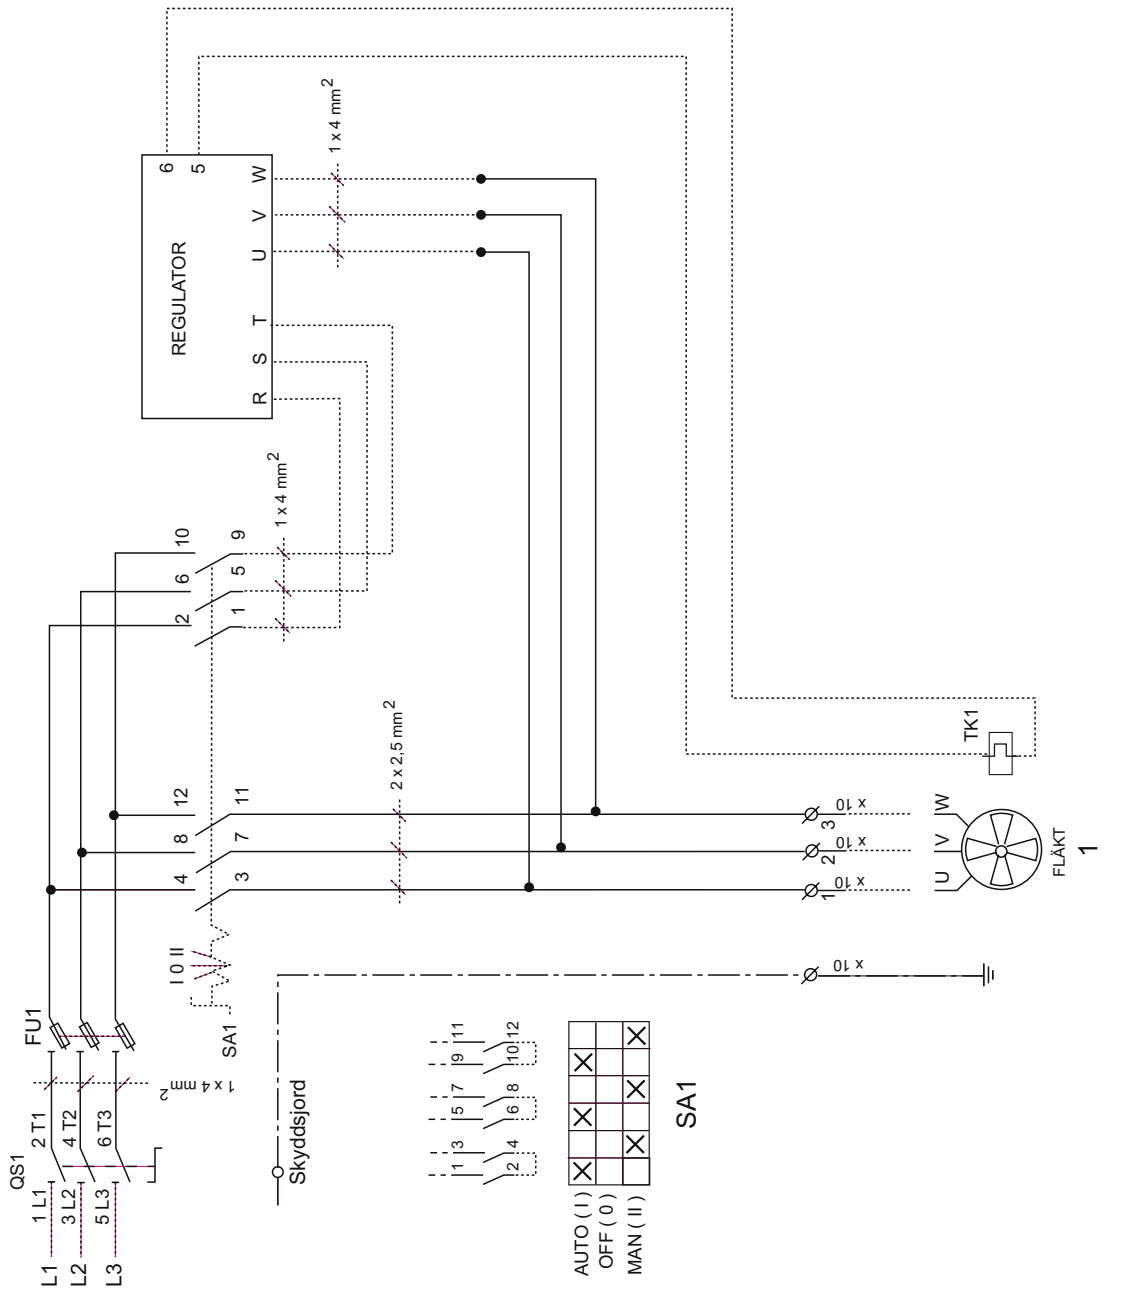 L1
L2
L3
1 L1
3 L2
5 L3
QS1
2 T1
4 T2
6 T3
1 x 4 mm2
FU1
SA1
I 0 II
4
8
12
3
7
11
2
6
10
1
5
9
1 x 4 mm2
2 x 2,5 mm2
REGULATOR
R
S
T
U
V
W
5
6
1 x 4 mm2
Skyddsjord
1
2
3
x 10
x 10
x 10
x 10
U
V
W
TK1
FLÄKT
1
1
3
5
7
9
11
2
4
6
8
10
12
AUTO ( I )
OFF ( 0 )
MAN ( II )
SA1